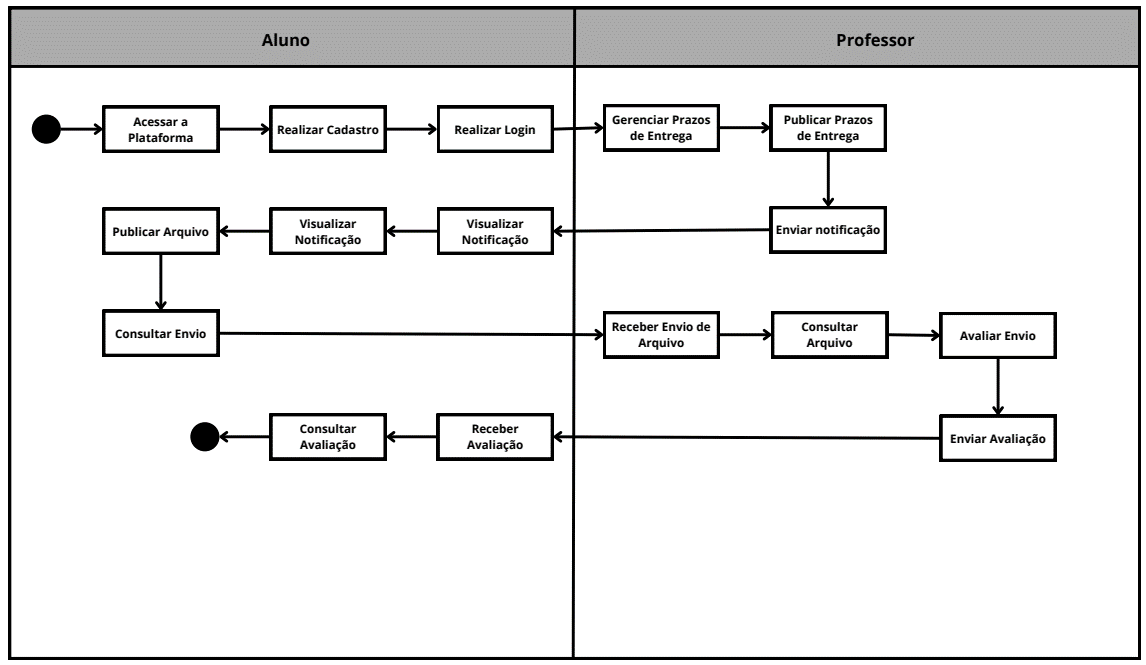 Aluno
Professor
Acessar a
Plataforma
Realizar Cadastro
Realizar Login
Gerenciar Prazos
de Entrega
Publicar Prazos
de Entrega
Publicar Arquivo
Visualizar
Notificação
Visualizar
Notificação
Enviar notificação
Consultar Envio
Receber Envio de
Arquivo
Consultar
Arquivo
Avaliar Envio
Consultar
Avaliação
Receber
Avaliação
Enviar Avaliação